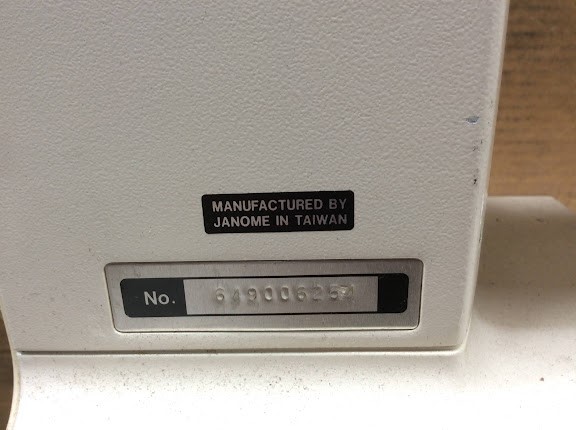 MANUFACTURED BY
JANOME IN TAIWAN
No.